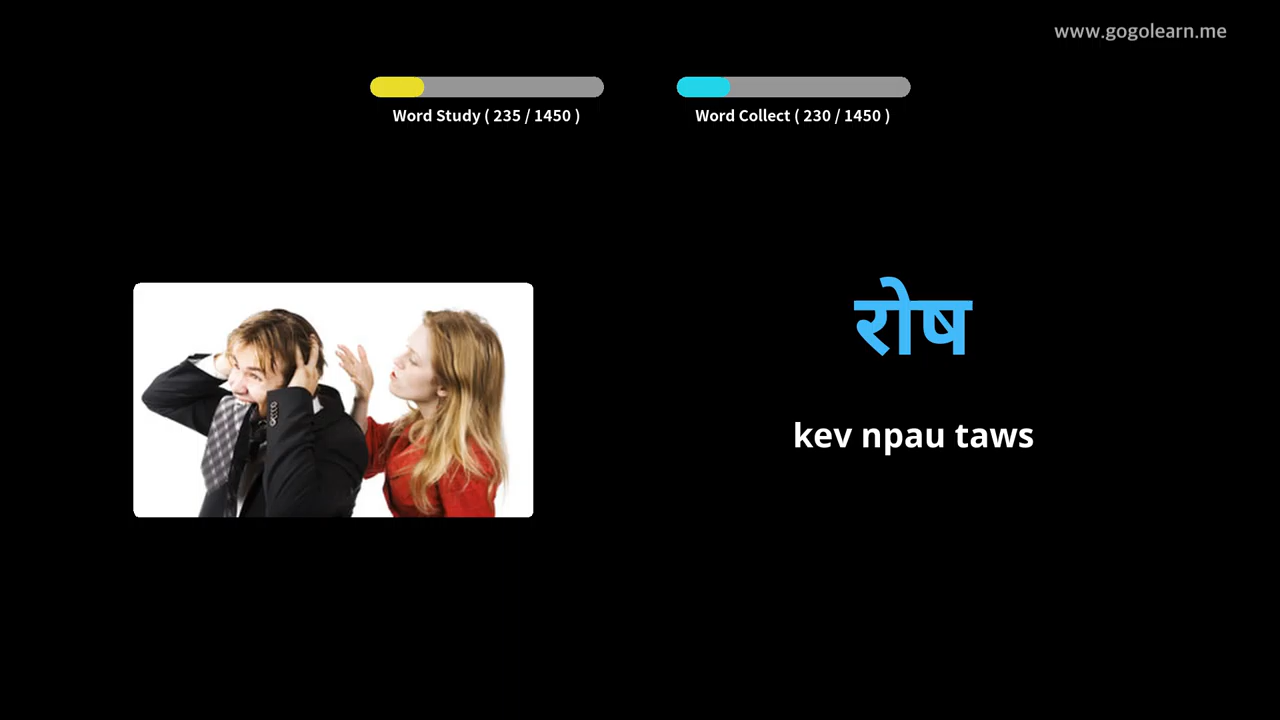 www.gogolearn.me
Word Study ( 235 / 1450 )
Word Collect ( 230 / 1450 )
रोष
kev npau taws